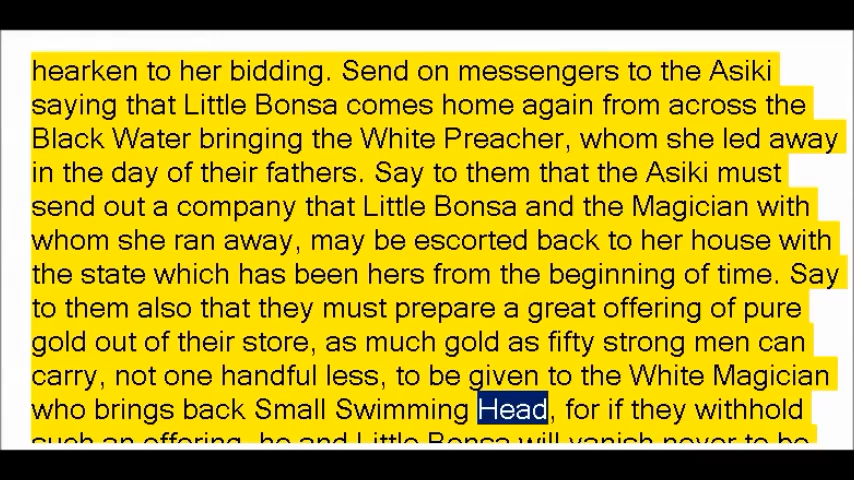 hearken to her bidding. Send on messengers to the Asiki
saying that Little Bonsa comes home again from across the
Black Water bringing the White Preacher, whom she led away
in the day of their fathers. Say to them that the Asiki must
send out a company that Little Bonsa and the Magician with
whom she ran away, may be escorted back to her house with
the state which has been hers from the beginning of time. Say
to them also that they must prepare a great offering of pure
gold out of their store, as much gold as fifty strong men can
carry, not one handful less, to be given to the White Magician
who brings back Small Swimming Head, for if they withhold
such an offering, he and Little Bonsa will vanish never to be